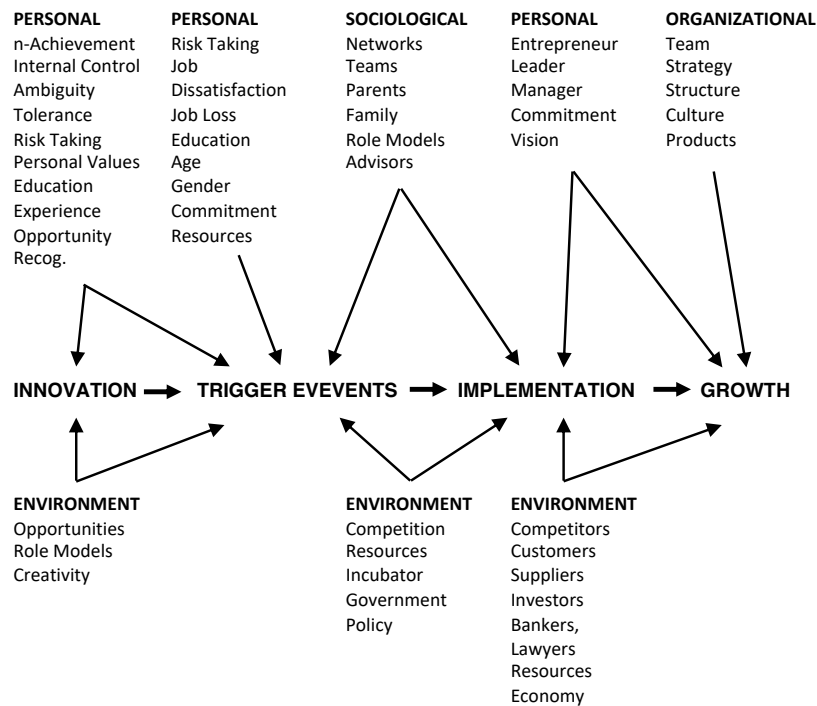 PERSONAL
n-Achievement
Internal Control
Ambiguity
Tolerance
Risk Taking
Personal Values
Education
Experience
Opportunity
Recog.
PERSONAL
Risk Taking
Job
Dissatisfaction
Job Loss
Education
Age
Gender
Commitment
Resources
SOCIOLOGICAL
Networks
Teams
Parents
Family
Role Models
Advisors
PERSONAL
Entrepreneur
Leader
Manager
Commitment
Vision
ORGANIZATIONAL
Team
Strategy
Structure
Culture
Products
INNOVATION
TRIGGER EVEVENTS
IMPLEMENTATION
GROWTH
ENVIRONMENT
Opportunities
Role Models
Creativity
ENVIRONMENT
Competition
Resources
Incubator
Government
Policy
ENVIRONMENT
Competitors
Customers
Suppliers
Investors
Bankers,
Lawyers
Resources
Economy